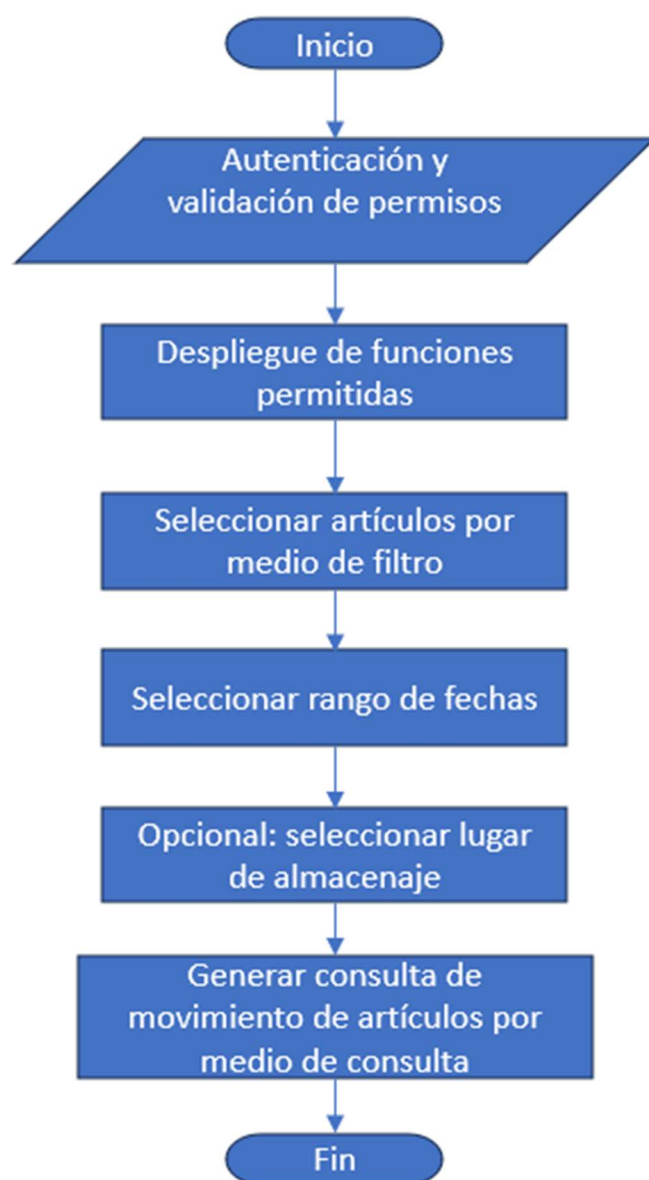 Inicio
Autenticación y
validación de permisos
Despliegue de funciones
permitidas
Seleccionar artículos por
medio de filtro
Seleccionar rango de fechas
Opcional: seleccionar lugar
de almacenaje
Generar consulta de
movimiento de artículos por
medio de consulta
Fin